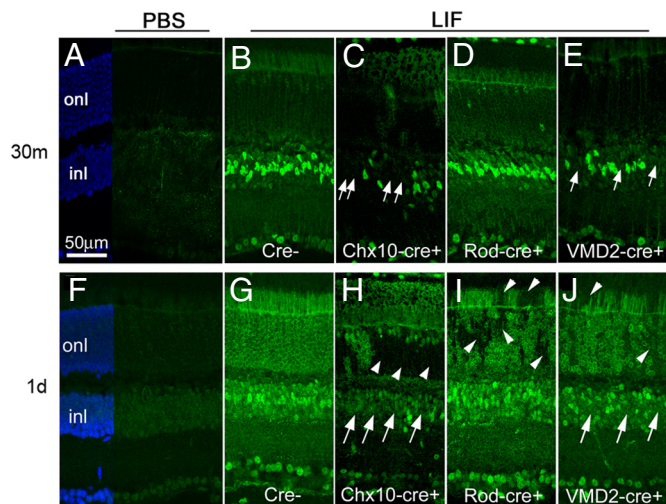 PBS LIF
A B C D E
onl
30m
inl
50μm
Cre- Chx10-cre+ Rod-cre+ VMD2-cre+
F G H I J
onl
1d
inl
Cre- Chx10-cre+ Rod-cre+ VMD2-cre+